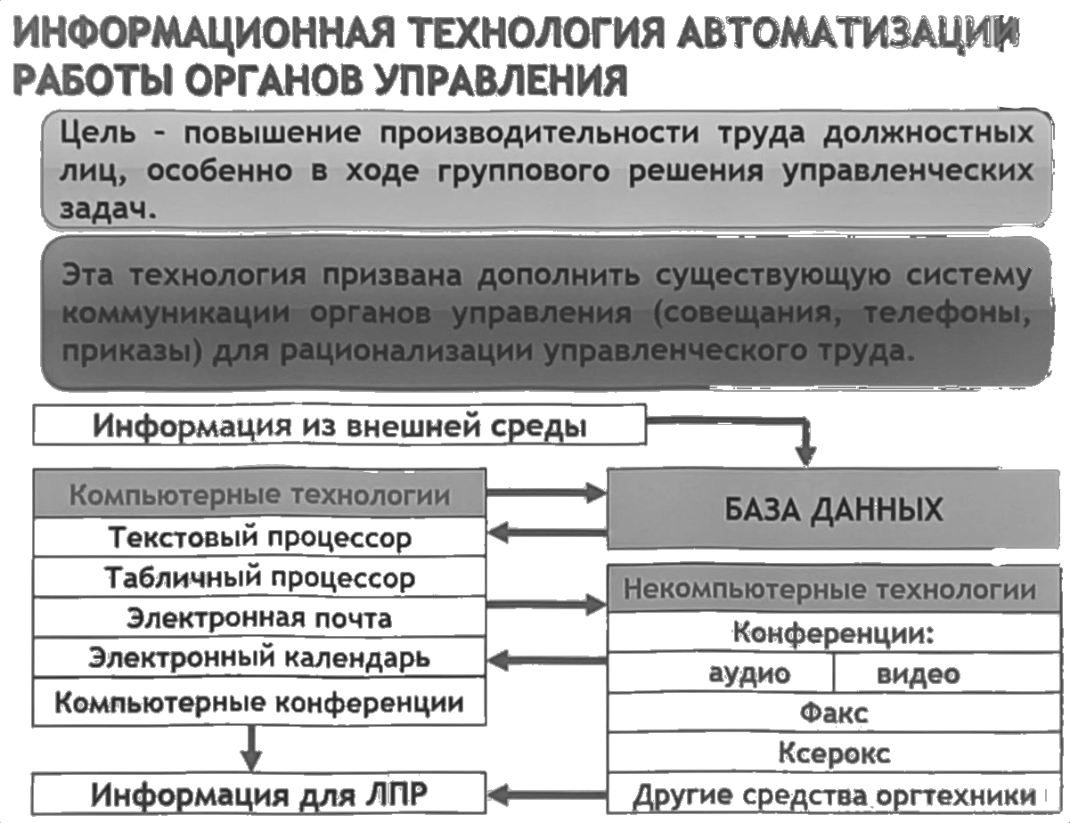 ИНФОРМАЦИОННАЯ ТЕХНОЛОГИЯ АВТОМАТИЗАЦИИ
РАБОТЫ ОРГАНОВ УПРАВЛЕНИЯ
Цель - повышение производительности труда должностных
лиц, особенно в ходе группового решения управленческих
задач.
Эта технология призвана дополнить существующую систему
коммуникации органов управления (совещания, телефоны,
приказы) для рационализации управленческого труда.
Информация из внешней среды
Компьютерные технологии
Текстовый процессор
Табличный процессор
Электронная почта
Электронный календарь
Компьютерные конференции
Информация для ЛПР
БАЗА ДАННЫХ
Некомпьютерные технологии
Конференции:
аудио видео
Факс
Ксерокс
Другие средства оргтехники